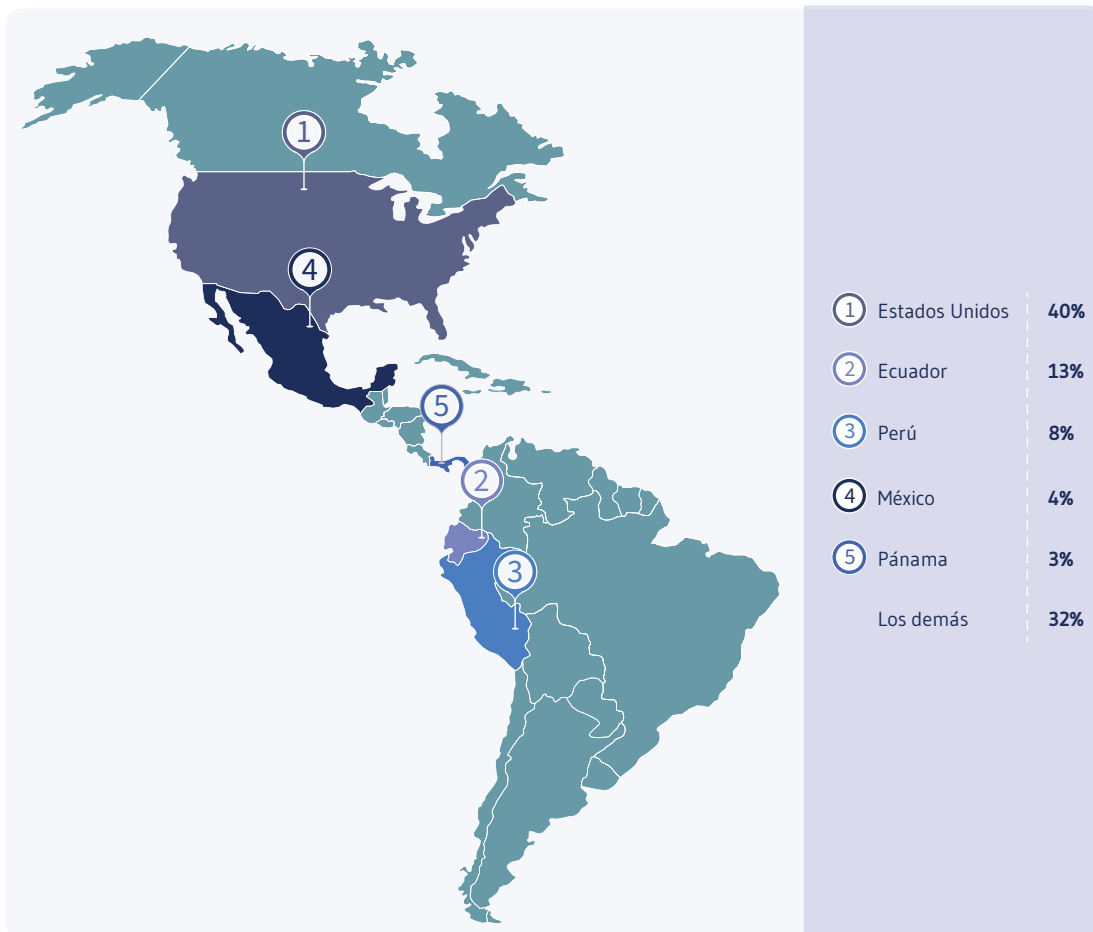 1
4
5
2
3
1 Estados Unidos 40%
2 Ecuador 13%
3 Perú 8%
4 México 4%
5 Pánama 3%
Los demás 32%